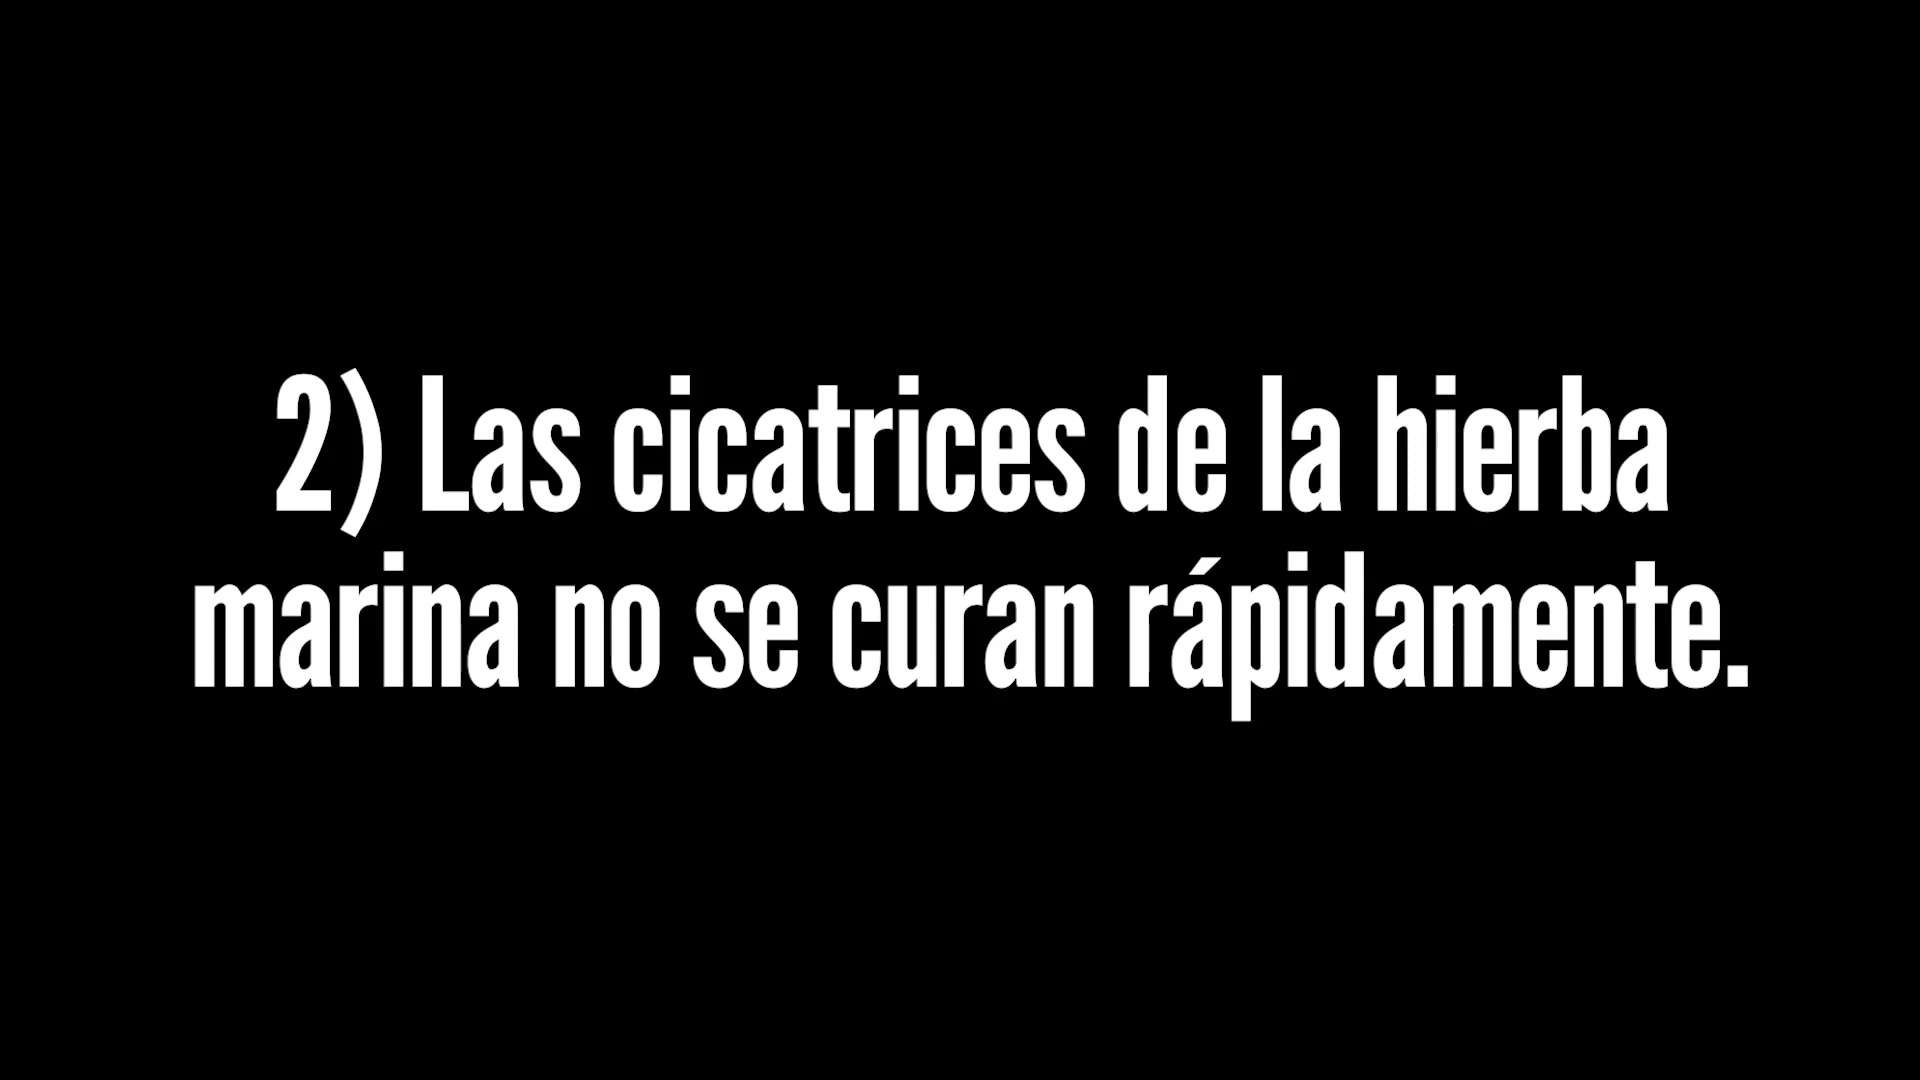 2) Las cicatrices de la hierba
marina no se curan rápidamente.